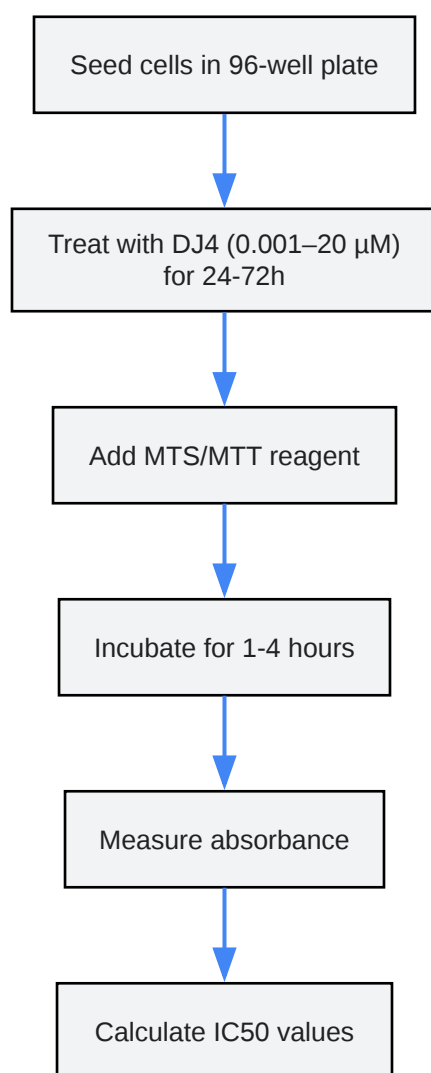 Seed cells in 96-well plate
Treat with DJ4 (0.001–20 µM)
for 24-72h
Add MTS/MTT reagent
Incubate for 1-4 hours
Measure absorbance
Calculate IC50 values